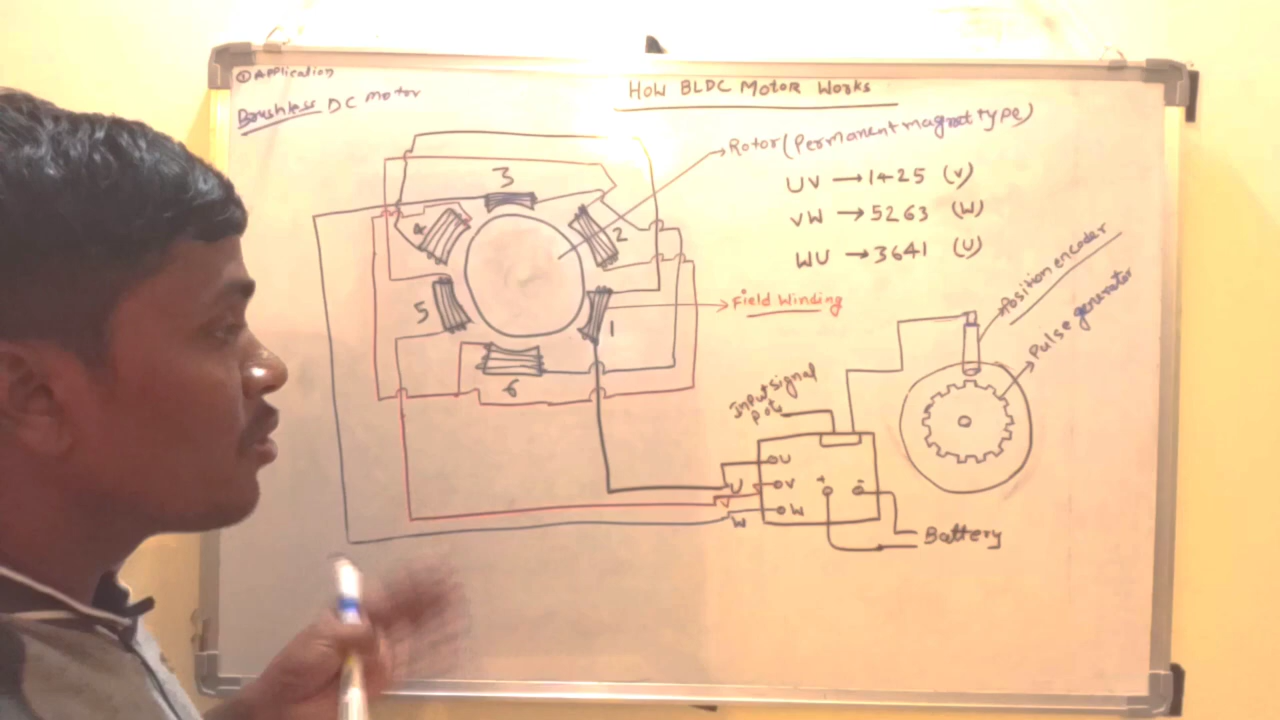 ① Application
Brushless DC motor
How BLDC Motor Works
Rotor (Permanent magnet type)
UV → 1425 (V)
VW → 5263 (W)
WU → 3641 (U)
3
4
2
5
1
6
Field Winding
Position encoder
Pulse generator
Input signal
pot
U
V
W
U
V
W
+ -
Battery